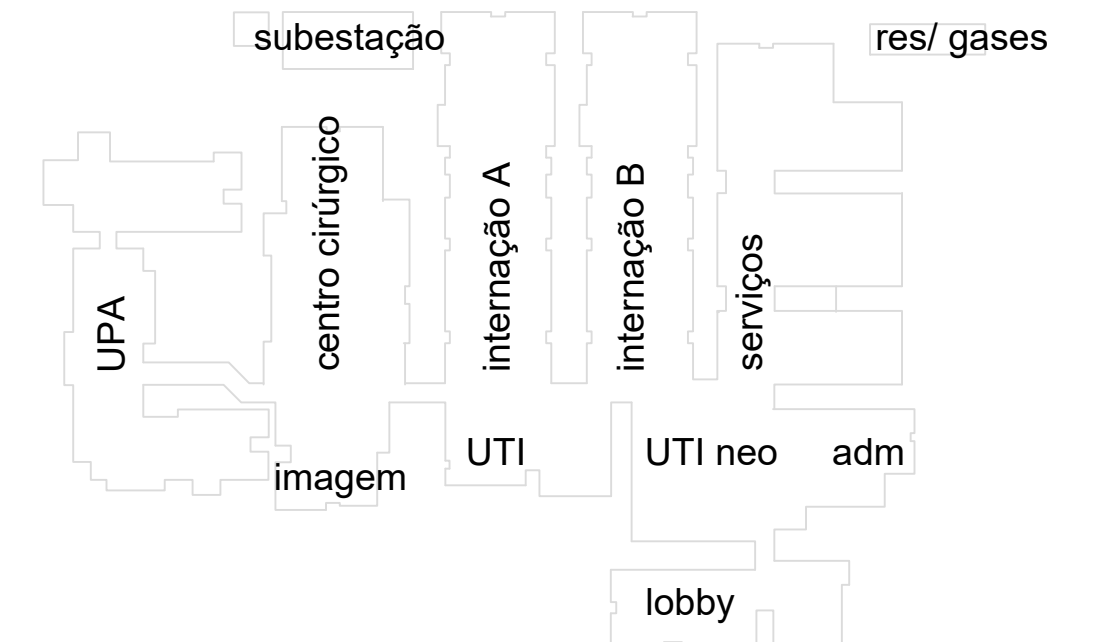 subestação
res/ gases
centro cirúrgico
internação A
internação B
serviços
UPA
UTI
UTI neo
adm
imagem
lobby